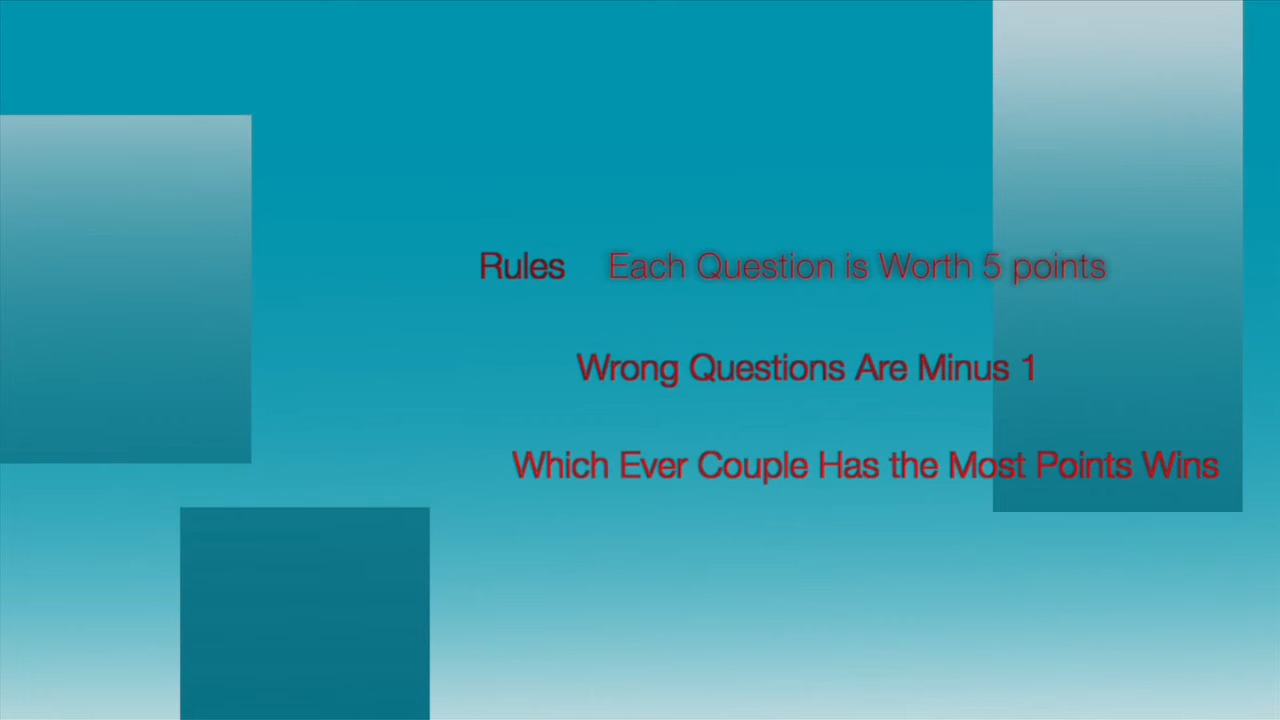 Rules Each Question is Worth 5 points
Wrong Questions Are Minus 1
Which Ever Couple Has the Most Points Wins